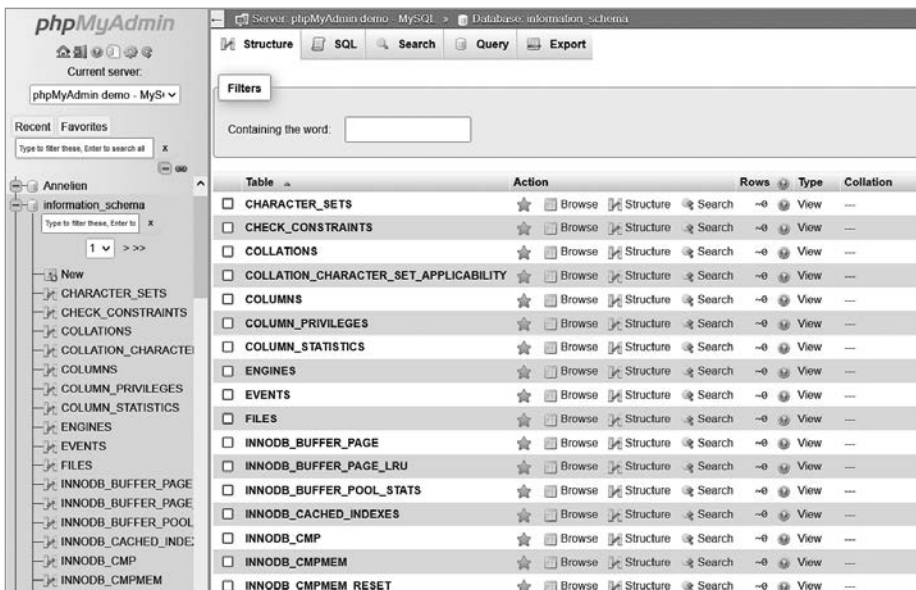 phpMyAdmin
Current server:
phpMyAdmin demo - MyS
Recent Favorites
Type to filter these, Enter to search all X
Annelien
information_schema
Type to filter these, Enter to X
1 > >>
New
CHARACTER_SETS
CHECK_CONSTRAINTS
COLLATIONS
COLLATION_CHARACTE
COLUMNS
COLUMN_PRIVILEGES
COLUMN_STATISTICS
ENGINES
EVENTS
FILES
INNODB_BUFFER_PAGE
INNODB_BUFFER_PAGE
INNODB_BUFFER_POOL
INNODB_CACHED_INDE
INNODB_CMP
INNODB_CMPMEM
Server: phpMyAdmin demo - MySQL » Database: information_schema
Structure SQL Search Query Export
Filters
Containing the word:
Table Action Rows Type Collation
CHARACTER_SETS Browse Structure Search ~0 View ---
CHECK_CONSTRAINTS Browse Structure Search ~0 View ---
COLLATIONS Browse Structure Search ~0 View ---
COLLATION_CHARACTER_SET_APPLICABILITY Browse Structure Search ~0 View ---
COLUMNS Browse Structure Search ~0 View ---
COLUMN_PRIVILEGES Browse Structure Search ~0 View ---
COLUMN_STATISTICS Browse Structure Search ~0 View ---
ENGINES Browse Structure Search ~0 View ---
EVENTS Browse Structure Search ~0 View ---
FILES Browse Structure Search ~0 View ---
INNODB_BUFFER_PAGE Browse Structure Search ~0 View ---
INNODB_BUFFER_PAGE_LRU Browse Structure Search ~0 View ---
INNODB_BUFFER_POOL_STATS Browse Structure Search ~0 View ---
INNODB_CACHED_INDEXES Browse Structure Search ~0 View ---
INNODB_CMP Browse Structure Search ~0 View ---
INNODB_CMPMEM Browse Structure Search ~0 View ---
INNODB_CMPMEM_RESET Browse Structure Search ~0 View ---